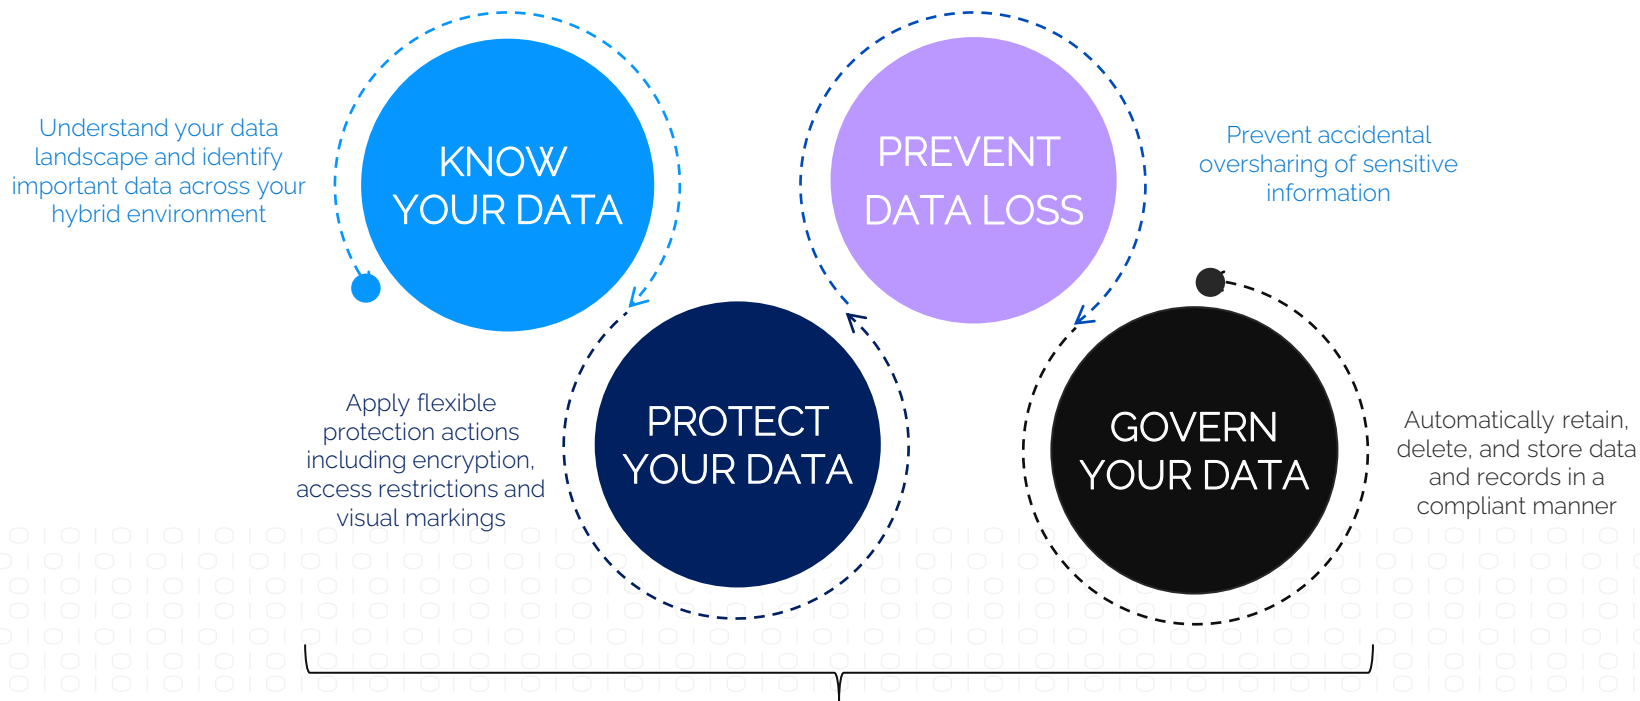 Understand your data
landscape and identify
important data across your
hybrid environment
KNOW
YOUR DATA
Apply flexible
protection actions
including encryption,
access restrictions and
visual markings
PROTECT
YOUR DATA
PREVENT
DATA LOSS
Prevent accidental
oversharing of sensitive
information
GOVERN
YOUR DATA
Automatically retain,
delete, and store data
and records in a
compliant manner